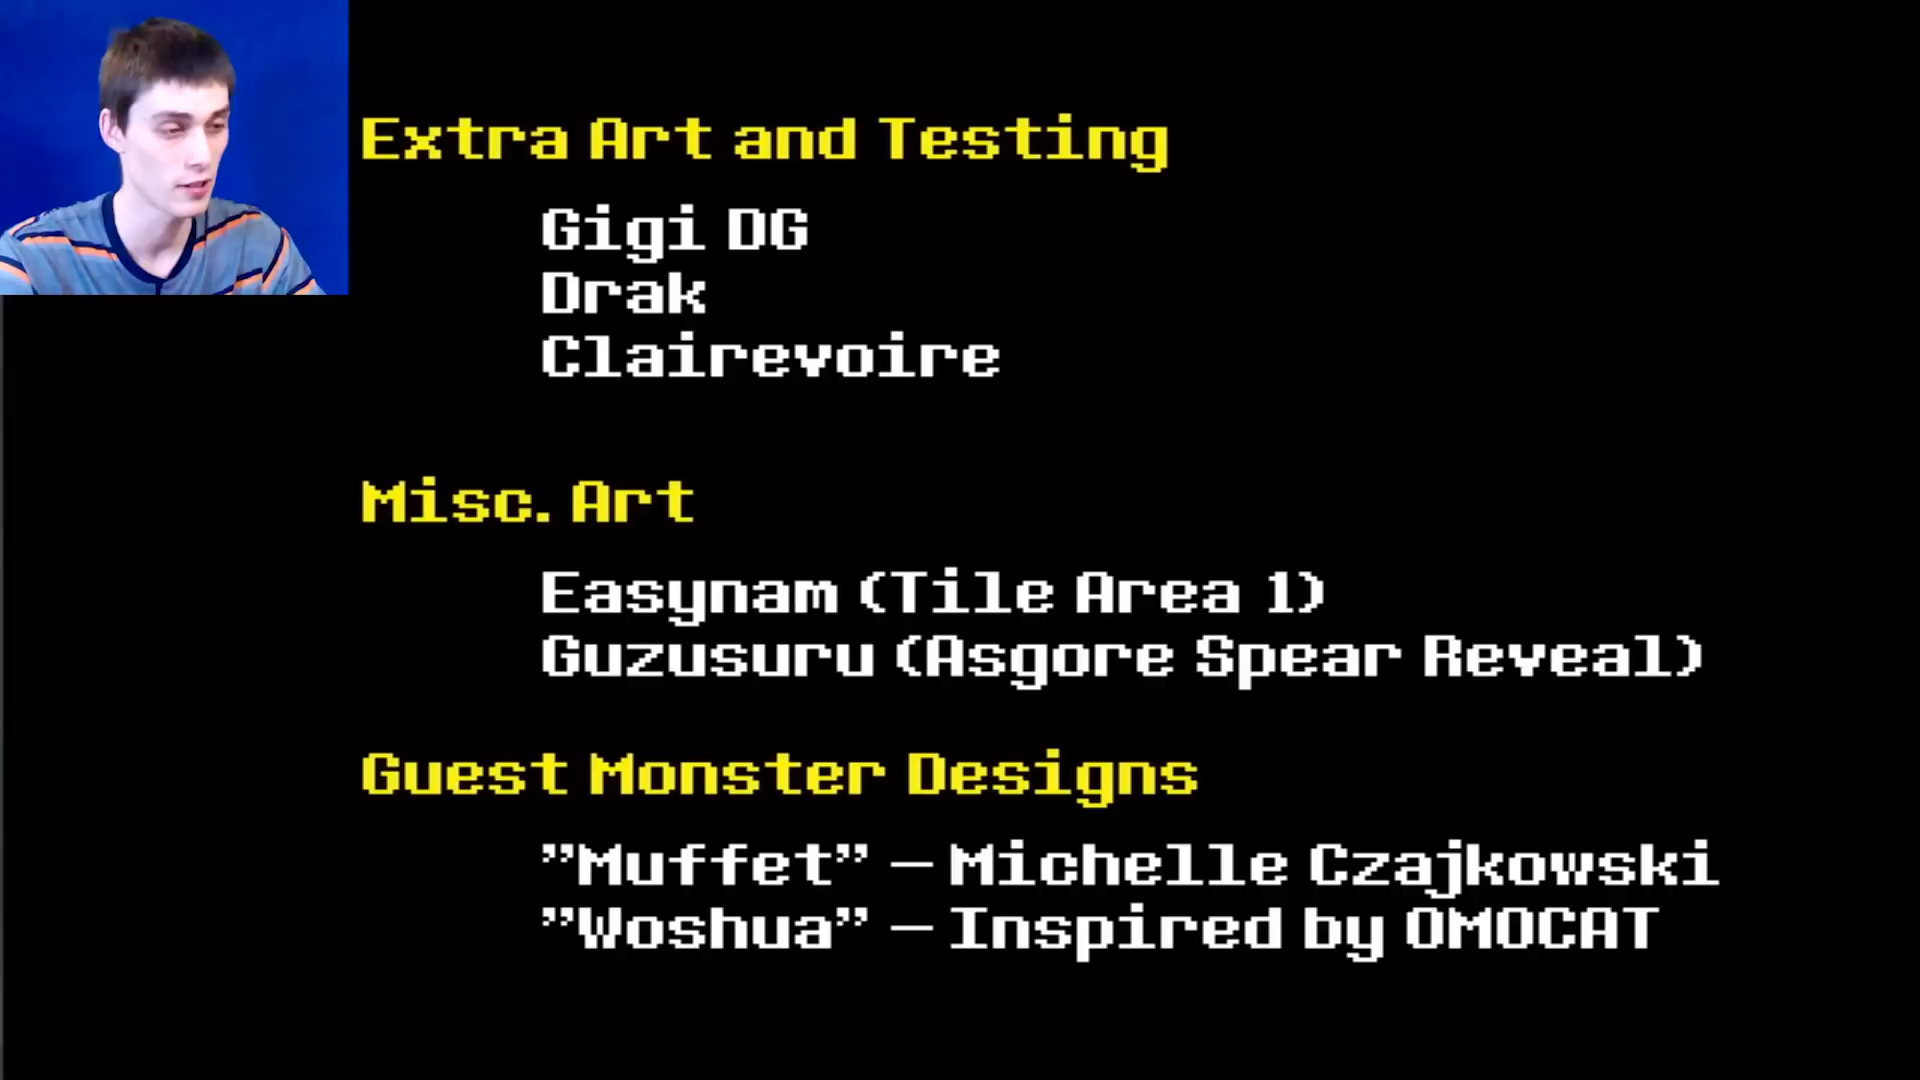 Extra Art and Testing
Gigi DG
Drak
Clairevoire
Misc. Art
Easynam (Tile Area 1)
Guzusuru (Asgore Spear Reveal)
Guest Monster Designs
”Muffet” — Michelle Czajkowski
”Woshua” — Inspired by OMOCAT